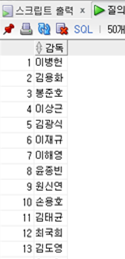 스크립트 출력 x 질의
SQL | 50개
감독
1 이병헌
2 김용화
3 봉준호
4 이상근
5 김광식
6 이재규
7 이해영
8 윤종빈
9 원신연
10 손용호
11 김태균
12 최국희
13 김도영